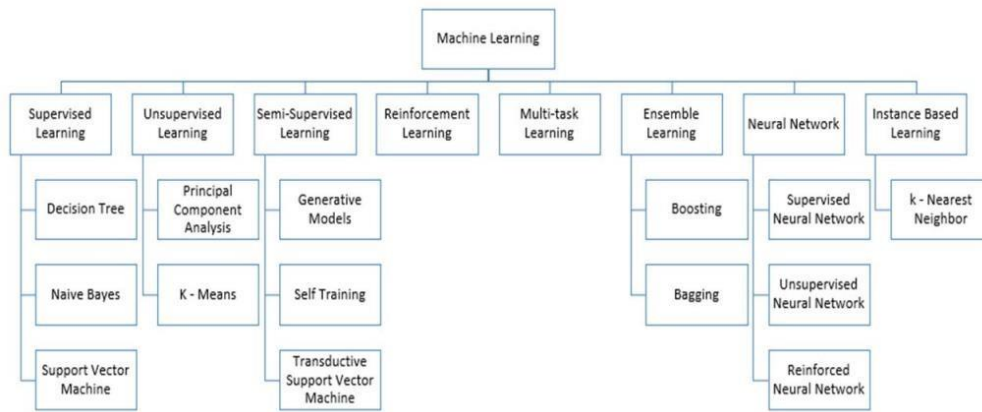 Machine Learning
Supervised
Learning
Unsupervised
Learning
Semi-Supervised
Learning
Reinforcement
Learning
Multi-task
Learning
Ensemble
Learning
Neural Network
Instance Based
Learning
Decision Tree
Principal
Component
Analysis
Generative
Models
Boosting
Supervised
Neural Network
k - Nearest
Neighbor
Naive Bayes
K - Means
Self Training
Bagging
Unsupervised
Neural Network
Support Vector
Machine
Transductive
Support Vector
Machine
Reinforced
Neural Network